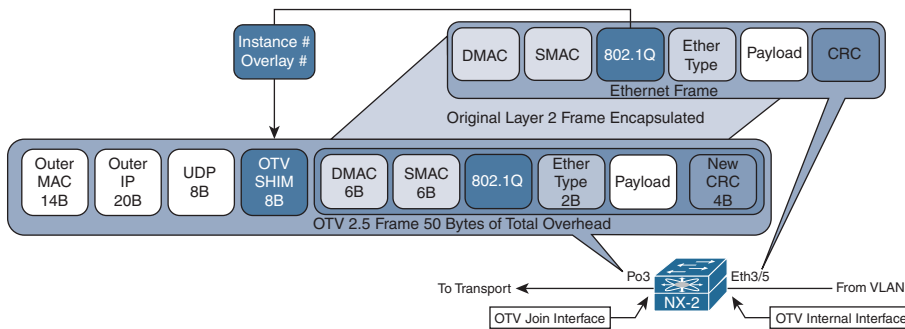 Instance #
Overlay #
DMAC
SMAC
802.1Q
Ether
Type
Payload
CRC
Ethernet Frame
Original Layer 2 Frame Encapsulated
Outer
MAC
14B
Outer
IP
20B
UDP
8B
OTV
SHIM
8B
DMAC
6B
SMAC
6B
802.1Q
Ether
Type
2B
Payload
New
CRC
4B
OTV 2.5 Frame 50 Bytes of Total Overhead
Po3
Eth3/5
To Transport
NX-2
From VLAN
OTV Join Interface
OTV Internal Interface